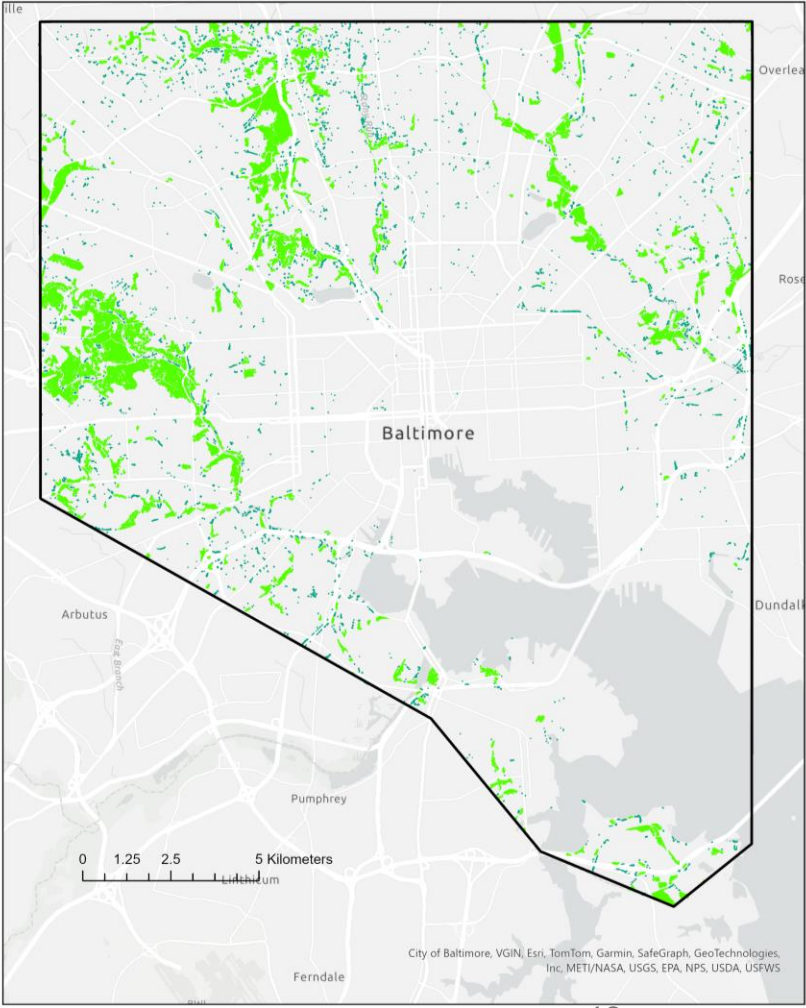 ille
Overlea
Rose
Baltimore
Arbutus
Dundalk
Pumphrey
0 1.25 2.5 5 Kilometers
Linthicum
City of Baltimore, VGIN, Esri, TomTom, Garmin, SafeGraph, GeoTechnologies,
Inc, METI/NASA, USGS, EPA, NPS, USDA, USFWS
Ferndale